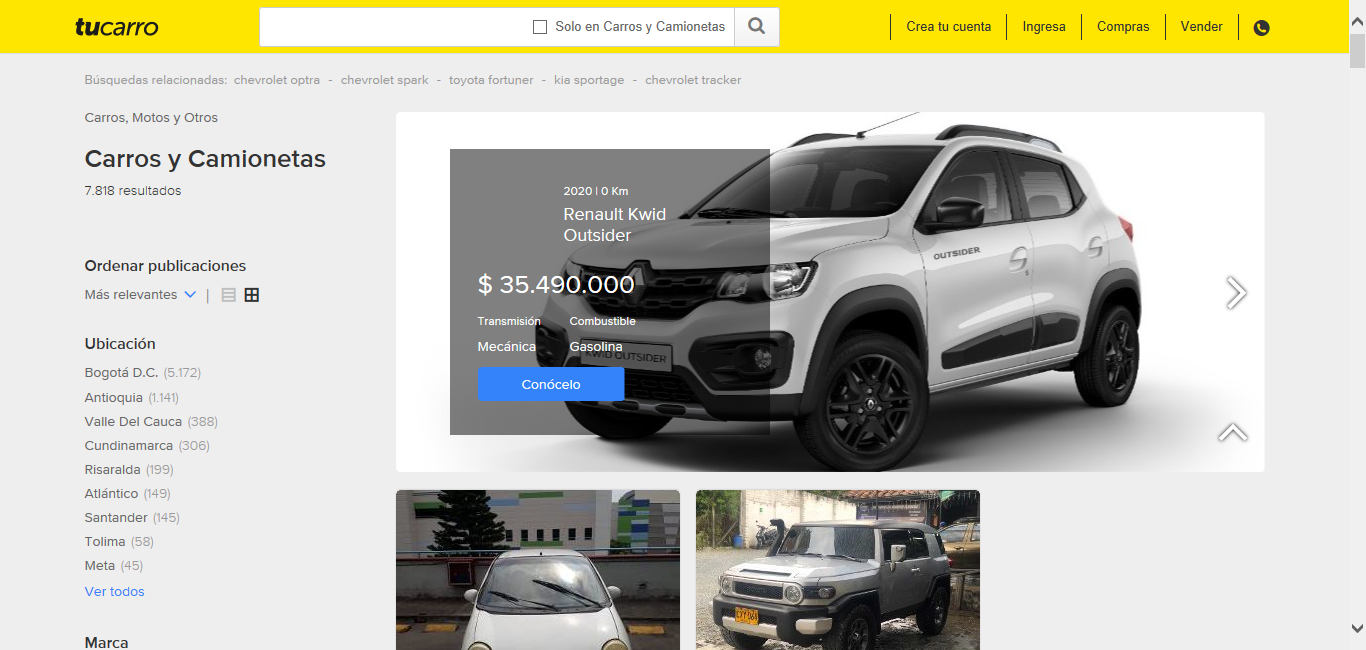 tucarro
Solo en Carros y Camionetas
Crea tu cuenta
Ingresa
Compras
Vender
Búsquedas relacionadas: chevrolet optra - chevrolet spark - toyota fortuner - kia sportage - chevrolet tracker
Carros, Motos y Otros
Carros y Camionetas
7.818 resultados
Ordenar publicaciones
Más relevantes |
Ubicación
Bogotá D.C. (5.172)
Antioquia (1.141)
Valle Del Cauca (388)
Cundinamarca (306)
Risaralda (199)
Atlántico (149)
Santander (145)
Tolima (58)
Meta (45)
Ver todos
Marca
2020 | 0 Km
Renault Kwid
Outsider
$ 35.490.000
Transmisión Combustible
Mecánica Gasolina
Conócelo
OUTSIDER
KWID OUTSIDER